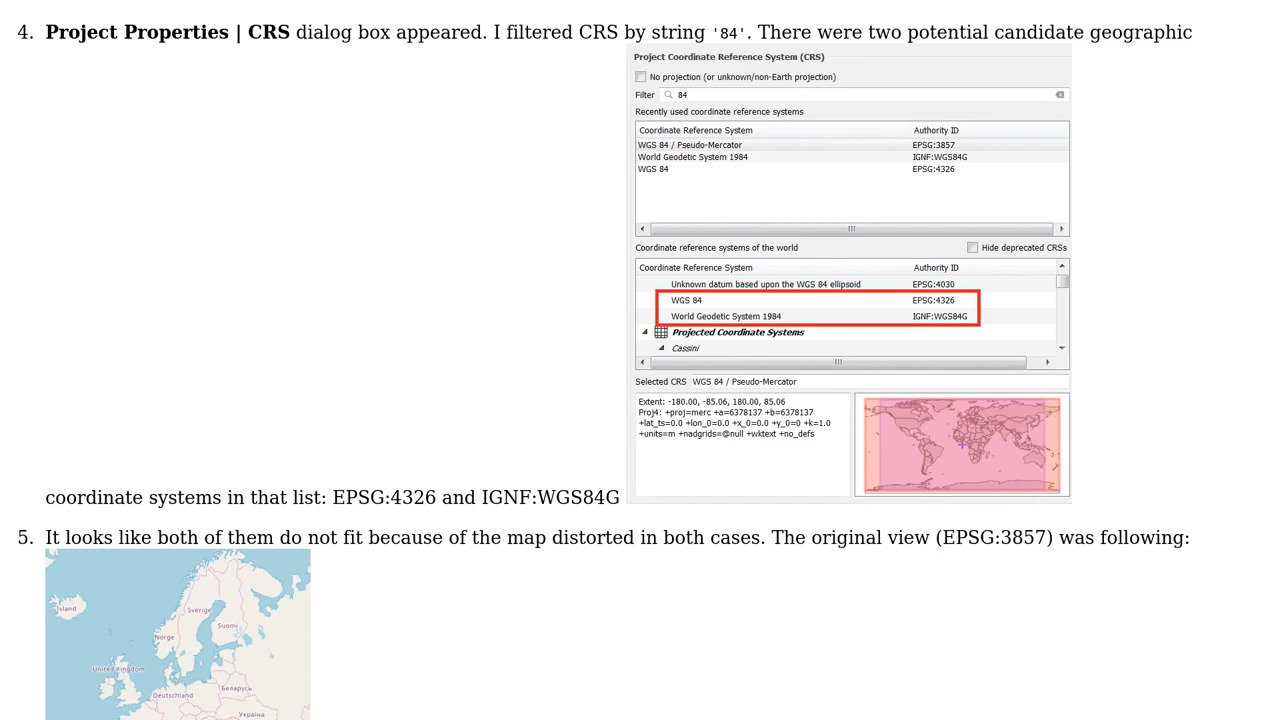 4. Project Properties | CRS dialog box appeared. I filtered CRS by string '84'. There were two potential candidate geographic
Project Coordinate Reference System (CRS)
No projection (or unknown/non-Earth projection)
Filter 84
Recently used coordinate reference systems
Coordinate Reference System Authority ID
WGS 84 / Pseudo-Mercator EPSG:3857
World Geodetic System 1984 IGNF:WGS84G
WGS 84 EPSG:4326
Coordinate reference systems of the world Hide deprecated CRSs
Coordinate Reference System Authority ID
Unknown datum based upon the WGS 84 ellipsoid EPSG:4030
WGS 84 EPSG:4326
World Geodetic System 1984 IGNF:WGS84G
Projected Coordinate Systems
Cassini
Selected CRS WGS 84 / Pseudo-Mercator
Extent: -180.00, -85.06, 180.00, 85.06
Proj4: +proj=merc +a=6378137 +b=6378137
+lat_ts=0.0 +lon_0=0.0 +x_0=0.0 +y_0=0 +k=1.0
+units=m +nadgrids=@null +wktext +no_defs
coordinate systems in that list: EPSG:4326 and IGNF:WGS84G
5. It looks like both of them do not fit because of the map distorted in both cases. The original view (EPSG:3857) was following:
Ísland
Sverige
Suomi
Norge
United Kingdom
Беларусь
Deutschland
Україна